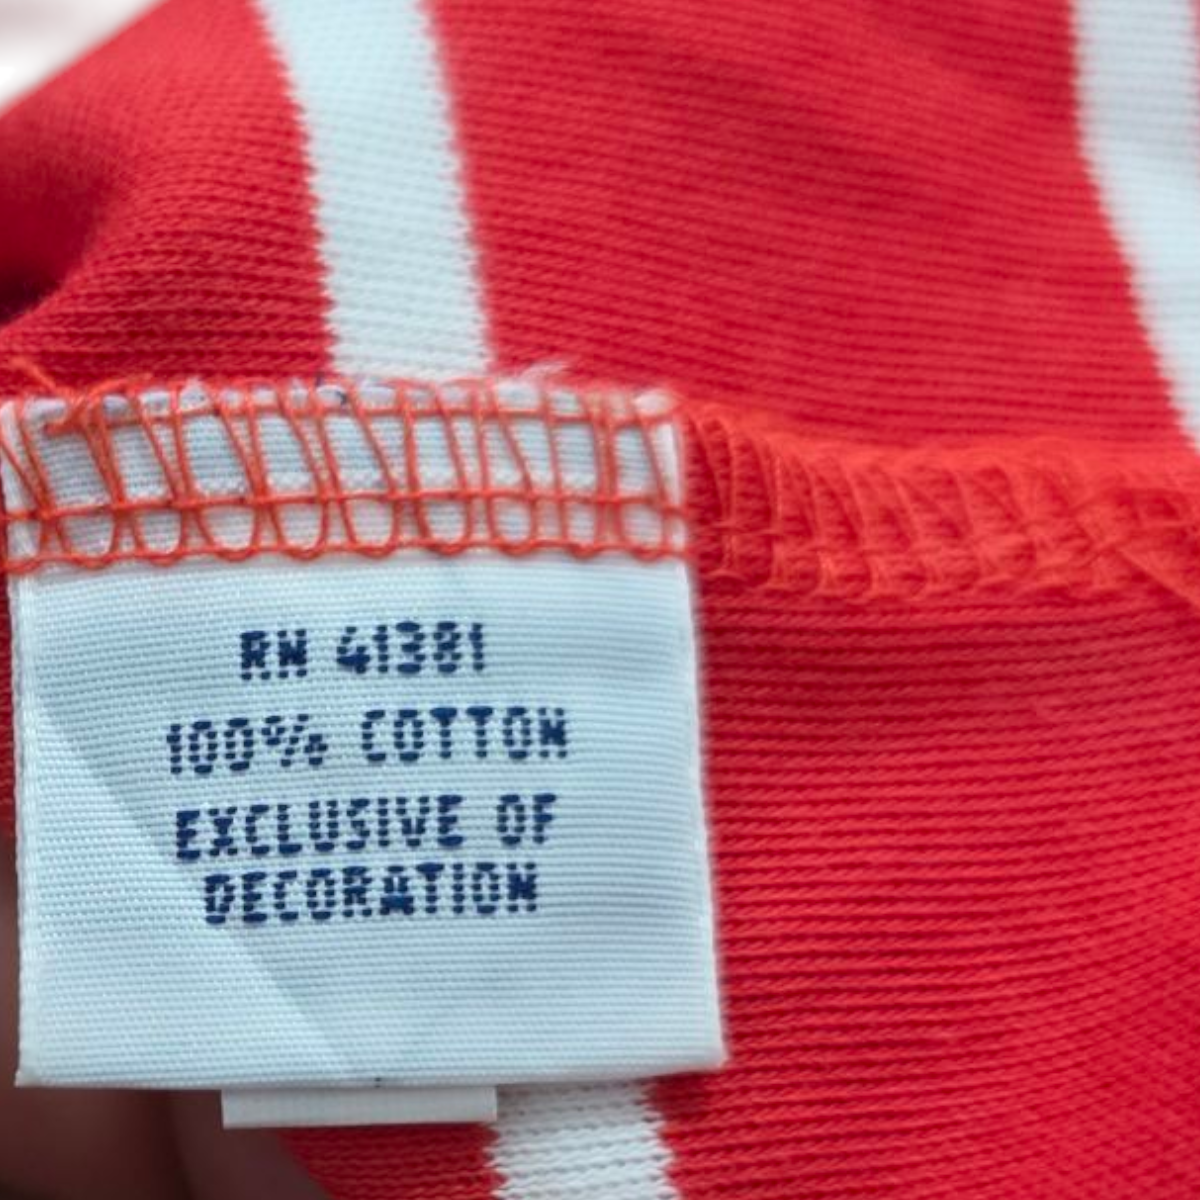 RN 41381
100% COTTON
EXCLUSIVE OF
DECORATION